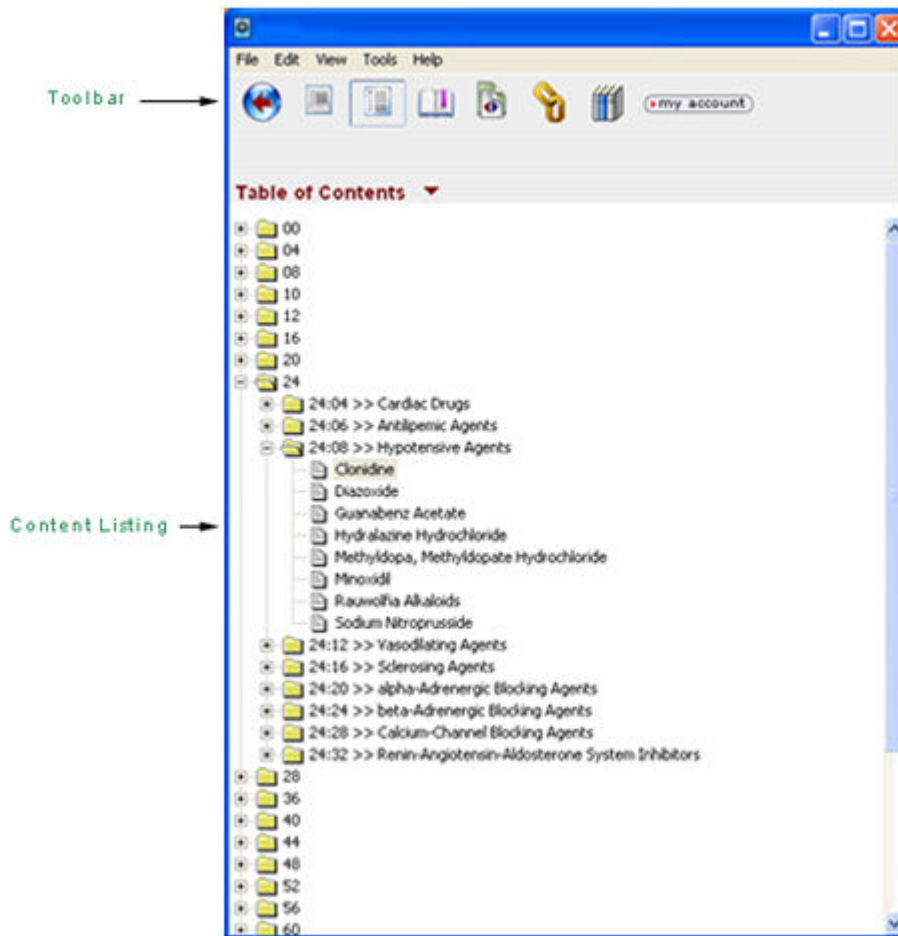 File Edit View Tools Help
Toolbar
my account
Table of Contents
00
04
08
10
12
16
20
24
24:04 >> Cardiac Drugs
24:06 >> Antilipemic Agents
24:08 >> Hypotensive Agents
Clonidine
Diazoxide
Guanabenz Acetate
Content Listing
Hydralazine Hydrochloride
Methyldopa, Methyldopate Hydrochloride
Minoxidil
Rauwolfia Alkaloids
Sodium Nitroprusside
24:12 >> Vasodilating Agents
24:16 >> Sclerosing Agents
24:20 >> alpha-Adrenergic Blocking Agents
24:24 >> beta-Adrenergic Blocking Agents
24:28 >> Calcium-Channel Blocking Agents
24:32 >> Renin-Angiotensin-Aldosterone System Inhibitors
28
36
40
44
48
52
56
60